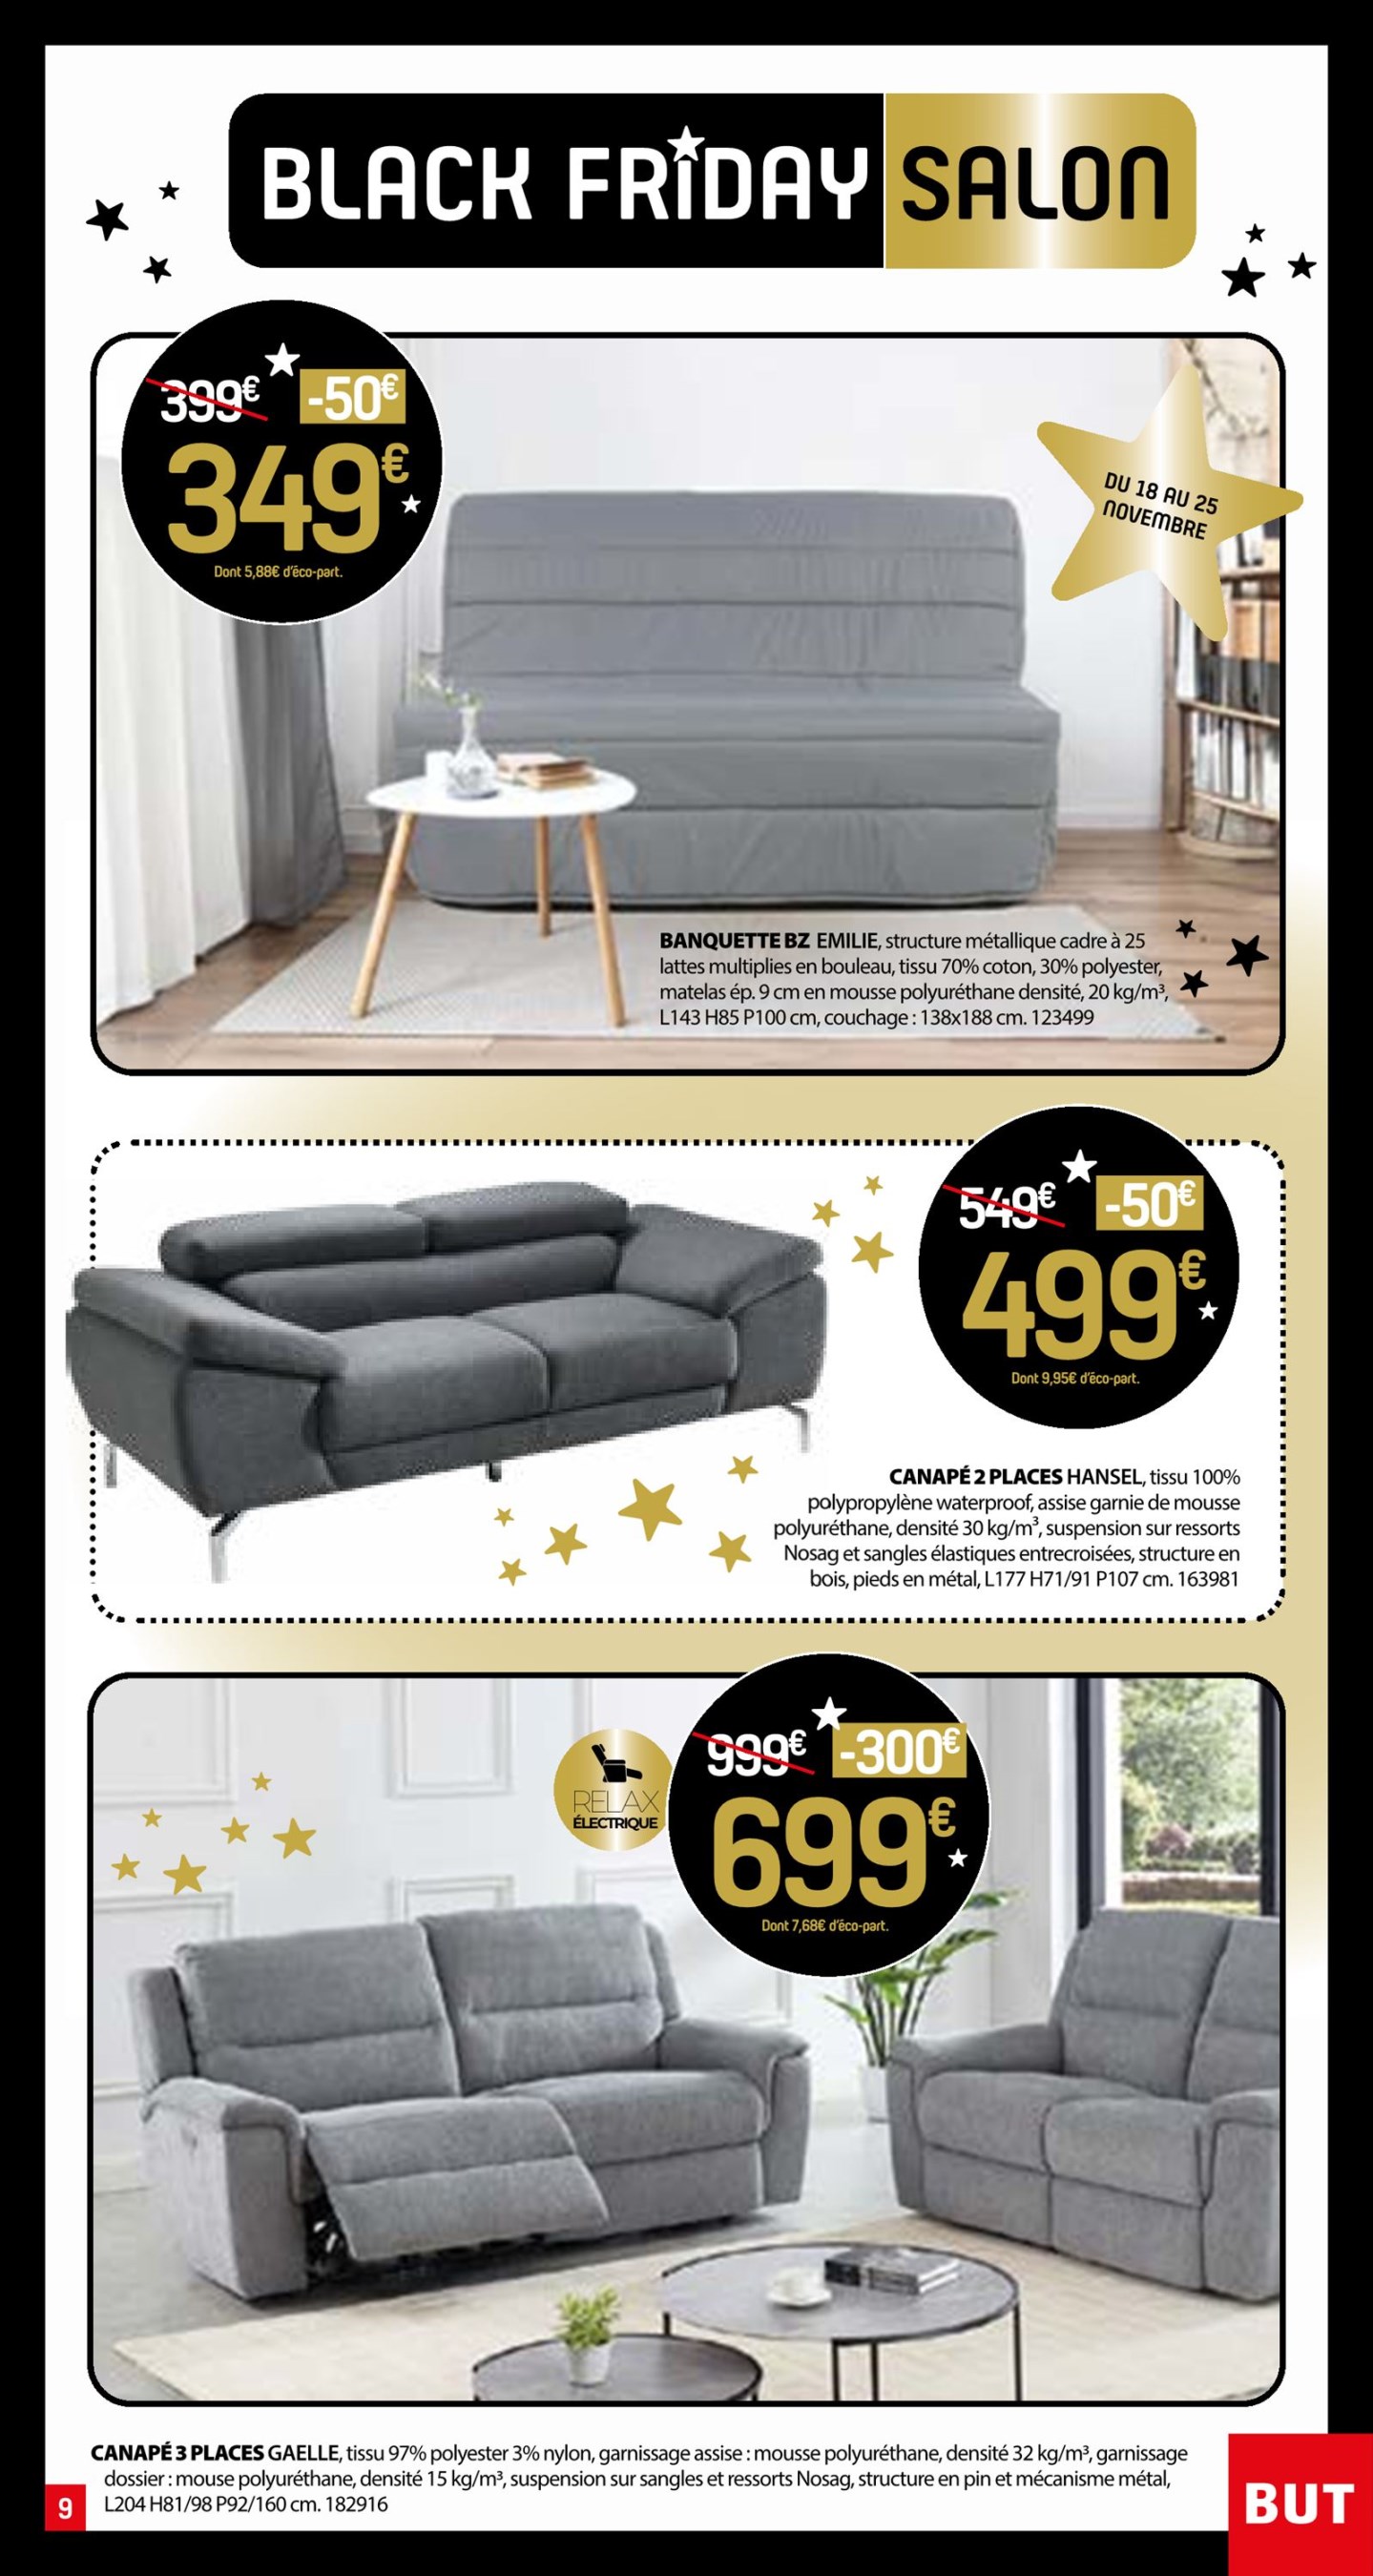 BLACK FRIDAY SALON
399€ -50€
349€
Dont 5,88€ d'éco-part.
DU 18 AU 25
NOVEMBRE
BANQUETTE BZ EMILIE, structure métallique cadre à 25
lattes multiplies en bouleau, tissu 70% coton, 30% polyester,
matelas ép. 9 cm en mousse polyuréthane densité, 20 kg/m³,
L143 H85 P100 cm, couchage : 138x188 cm. 123499
549€ -50€
499€
Dont 9,95€ d'éco-part.
CANAPÉ 2 PLACES HANSEL, tissu 100%
polypropylène waterproof, assise garnie de mousse
polyuréthane, densité 30 kg/m³, suspension sur ressorts
Nosag et sangles élastiques entrecroisées, structure en
bois, pieds en métal, L177 H71/91 P107 cm. 163981
RELAX
ÉLECTRIQUE
999€ -300€
699€
Dont 7,68€ d'éco-part.
CANAPÉ 3 PLACES GAELLE, tissu 97% polyester 3% nylon, garnissage assise : mousse polyuréthane, densité 32 kg/m³, garnissage
dossier : mouse polyuréthane, densité 15 kg/m³, suspension sur sangles et ressorts Nosag, structure en pin et mécanisme métal,
L204 H81/98 P92/160 cm. 182916
9
BUT